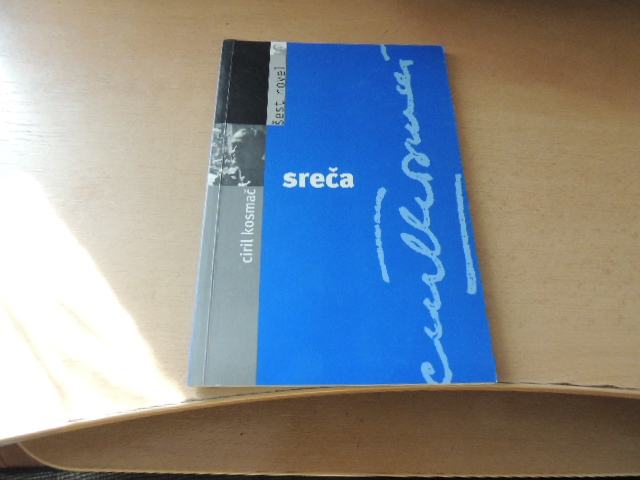 šest novel
sreča
ciril kosmač